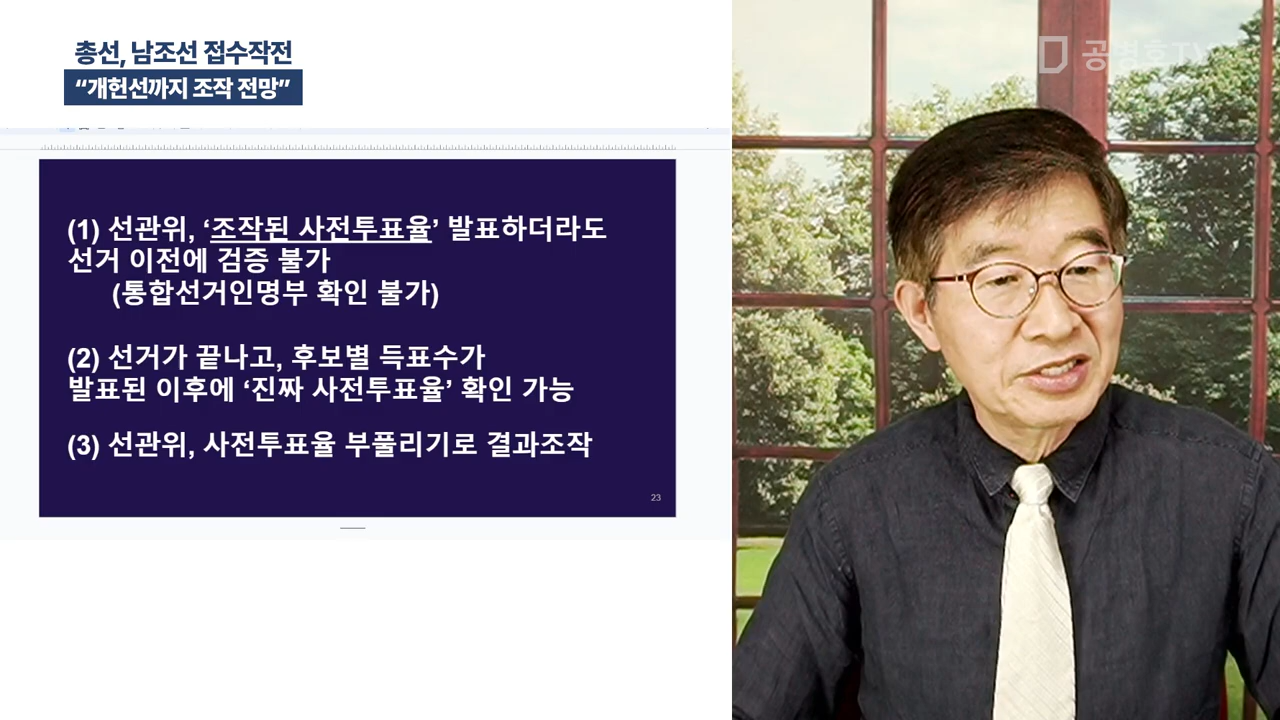 총선, 남조선 접수작전
“개헌선까지 조작 전망”
공병호TV
(1) 선관위, ‘조작된 사전투표율’ 발표하더라도
선거 이전에 검증 불가
(통합선거인명부 확인 불가)
(2) 선거가 끝나고, 후보별 득표수가
발표된 이후에 ‘진짜 사전투표율’ 확인 가능
(3) 선관위, 사전투표율 부풀리기로 결과조작
23